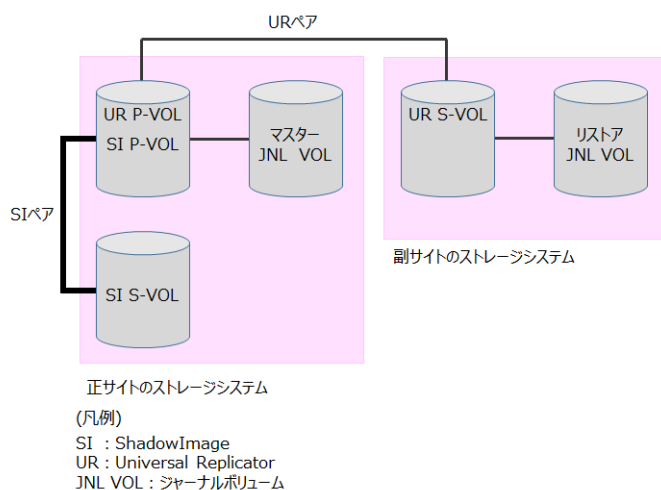 URペア
UR P-VOL
SI P-VOL
マスター
JNL VOL
UR S-VOL
リストア
JNL VOL
SIペア
SI S-VOL
副サイトのストレージシステム
正サイトのストレージシステム
(凡例)
SI : ShadowImage
UR : Universal Replicator
JNL VOL : ジャーナルボリューム